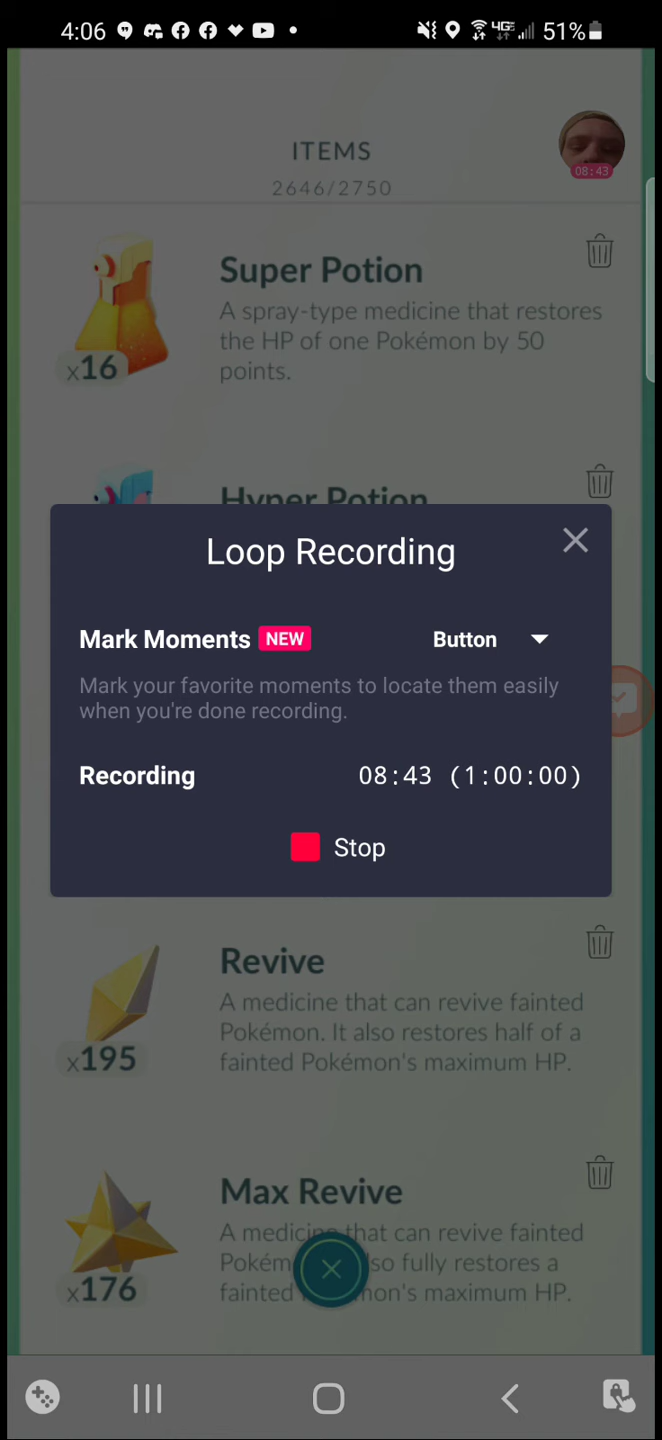 4:06
4G
51%
ITEMS
2646/2750
08:43
Super Potion
A spray-type medicine that restores
the HP of one Pokémon by 50
points.
x16
Hyper Potion
Loop Recording
Mark Moments NEW Button
Mark your favorite moments to locate them easily
when you're done recording.
Recording 08:43 (1:00:00)
Stop
Revive
A medicine that can revive fainted
Pokémon. It also restores half of a
fainted Pokémon's maximum HP.
x195
Max Revive
A medicine that can revive fainted
so fully restores a
fainted maximum HP.
x176